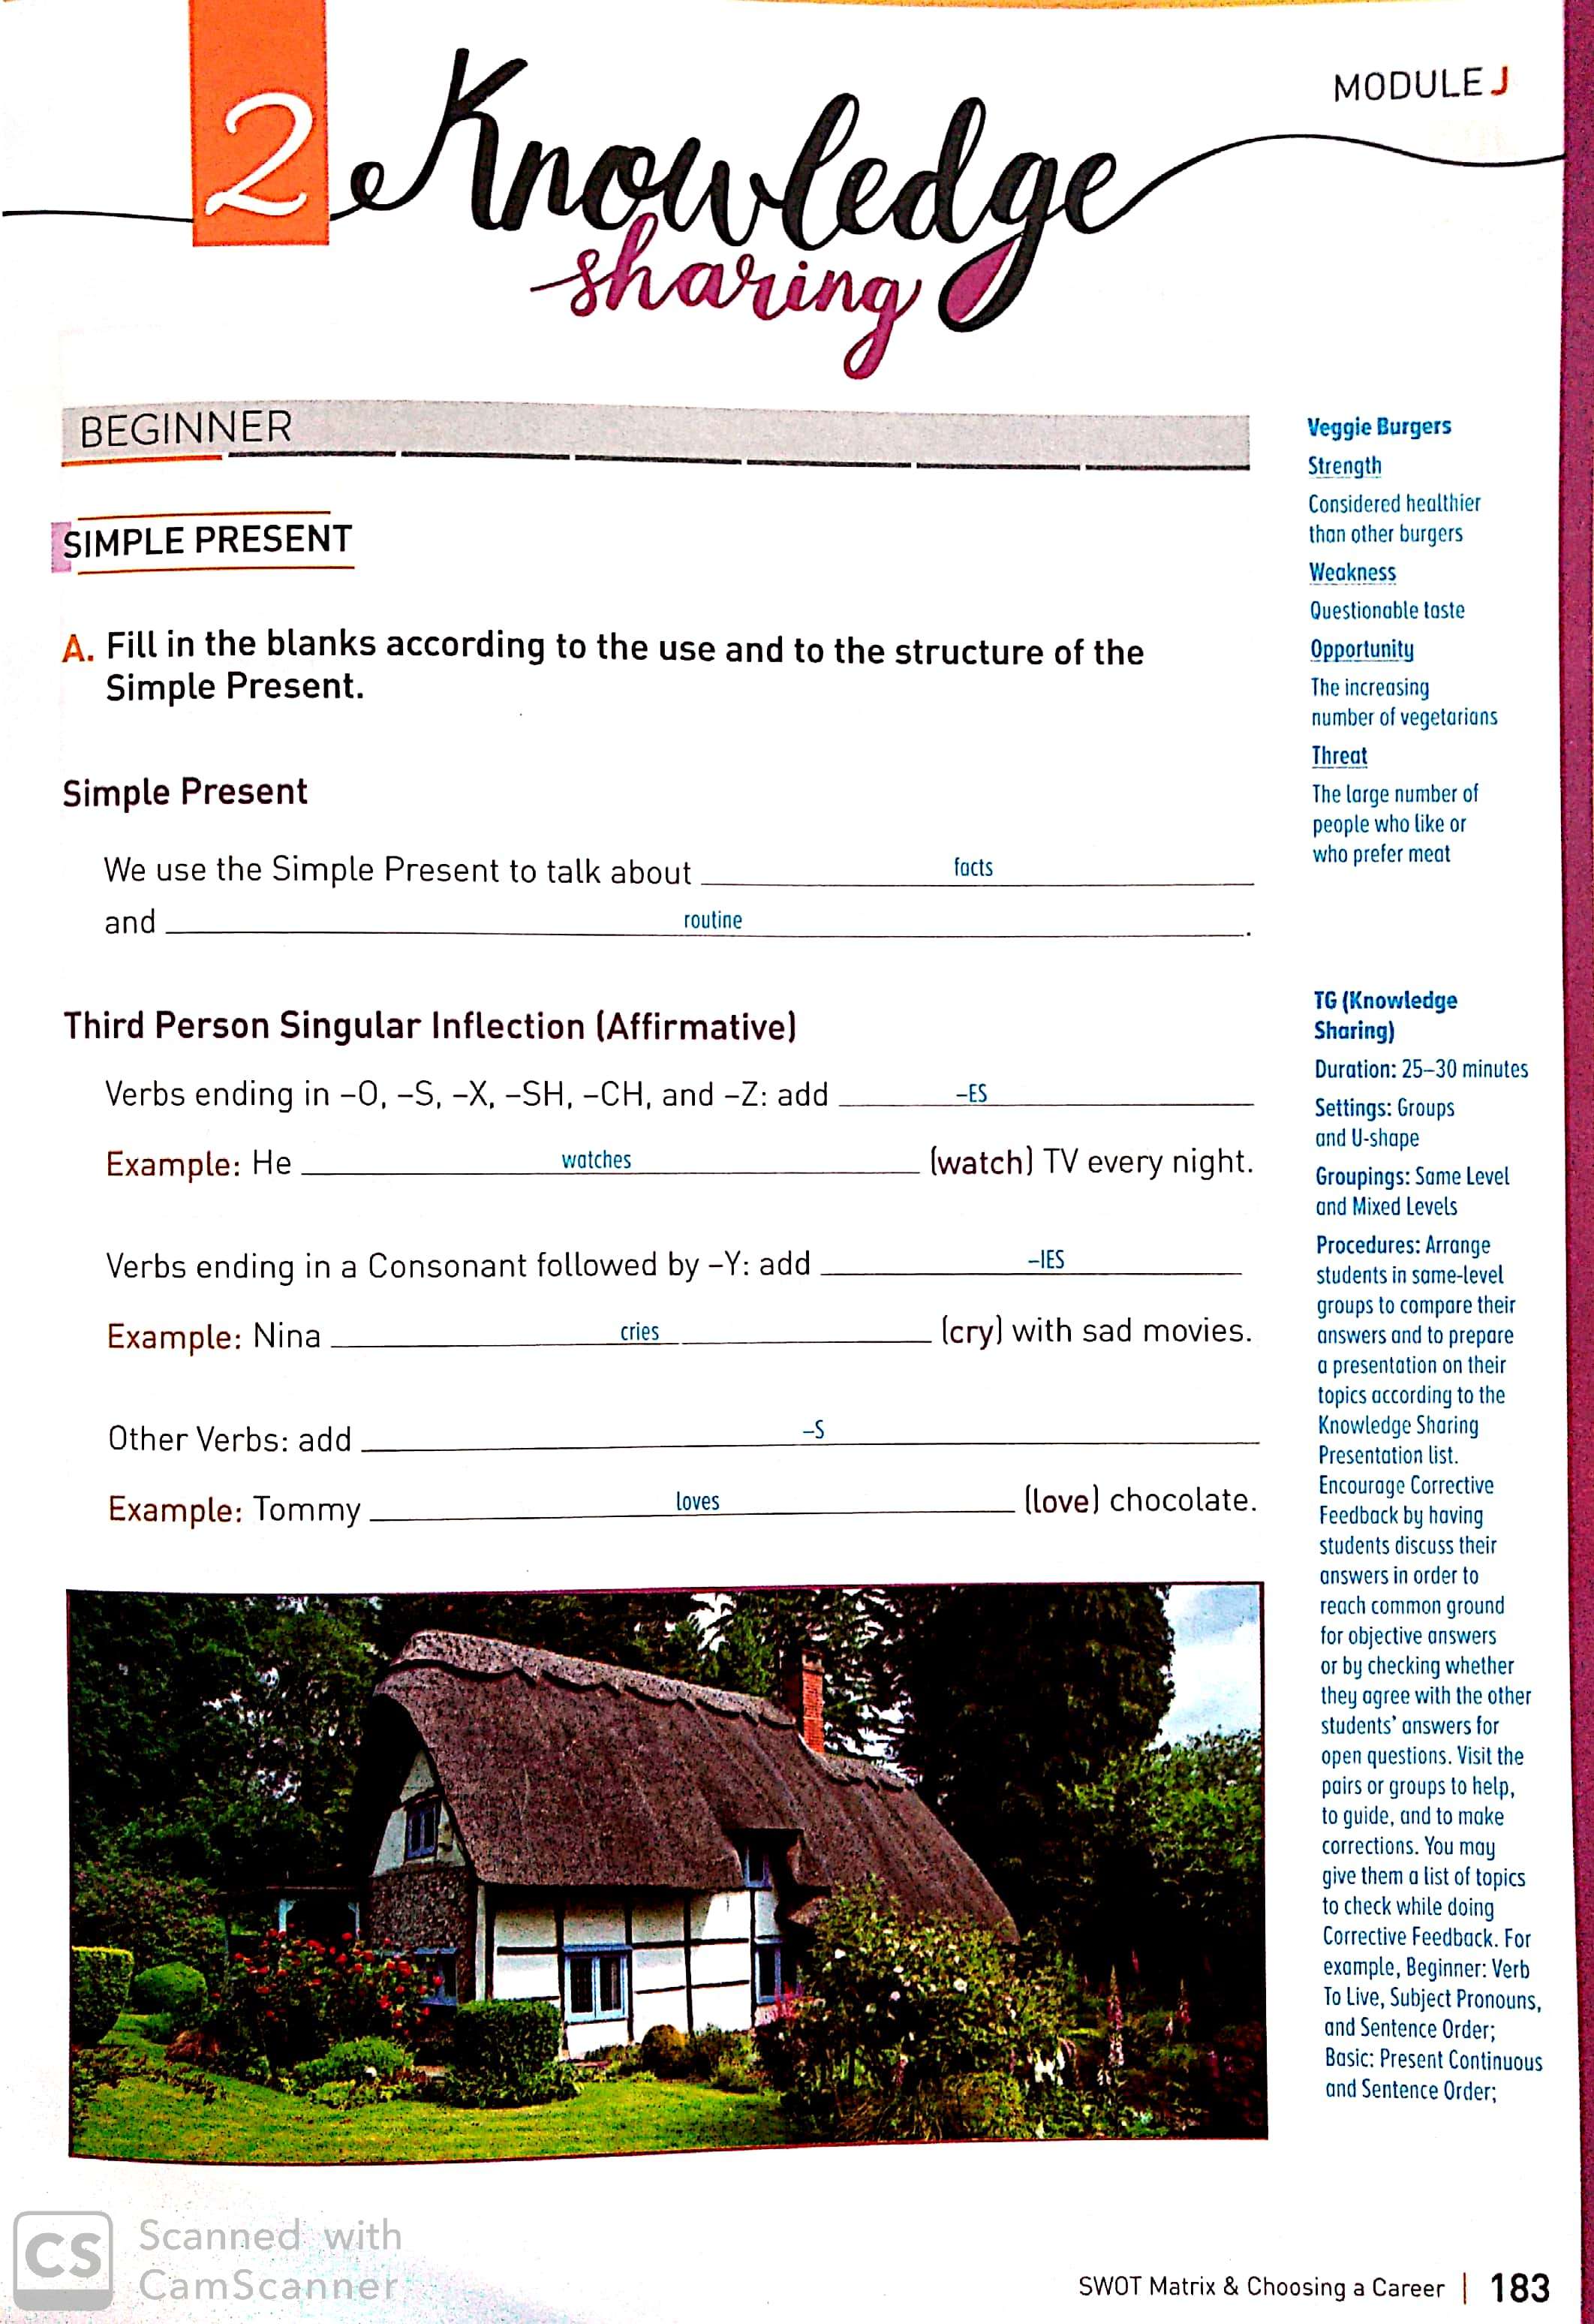 MODULE J
2 Knowledge
sharing
BEGINNER
SIMPLE PRESENT
A. Fill in the blanks according to the use and to the structure of the
Simple Present.
Simple Present
We use the Simple Present to talk about facts
and routine.
Third Person Singular Inflection (Affirmative)
Verbs ending in –O, –S, –X, –SH, –CH, and –Z: add –ES
Example: He watches (watch) TV every night.
Verbs ending in a Consonant followed by –Y: add –IES
Example: Nina cries (cry) with sad movies.
Other Verbs: add –S
Example: Tommy loves (love) chocolate.
Veggie Burgers
Strength
Considered healthier
than other burgers
Weakness
Questionable taste
Opportunity
The increasing
number of vegetarians
Threat
The large number of
people who like or
who prefer meat
TG (Knowledge
Sharing)
Duration: 25–30 minutes
Settings: Groups
and U-shape
Groupings: Same Level
and Mixed Levels
Procedures: Arrange
students in same-level
groups to compare their
answers and to prepare
a presentation on their
topics according to the
Knowledge Sharing
Presentation list.
Encourage Corrective
Feedback by having
students discuss their
answers in order to
reach common ground
for objective answers
or by checking whether
they agree with the other
students' answers for
open questions. Visit the
pairs or groups to help,
to guide, and to make
corrections. You may
give them a list of topics
to check while doing
Corrective Feedback. For
example, Beginner: Verb
To Live, Subject Pronouns,
and Sentence Order;
Basic: Present Continuous
and Sentence Order;
CS Scanned with
CamScanner
SWOT Matrix & Choosing a Career | 183